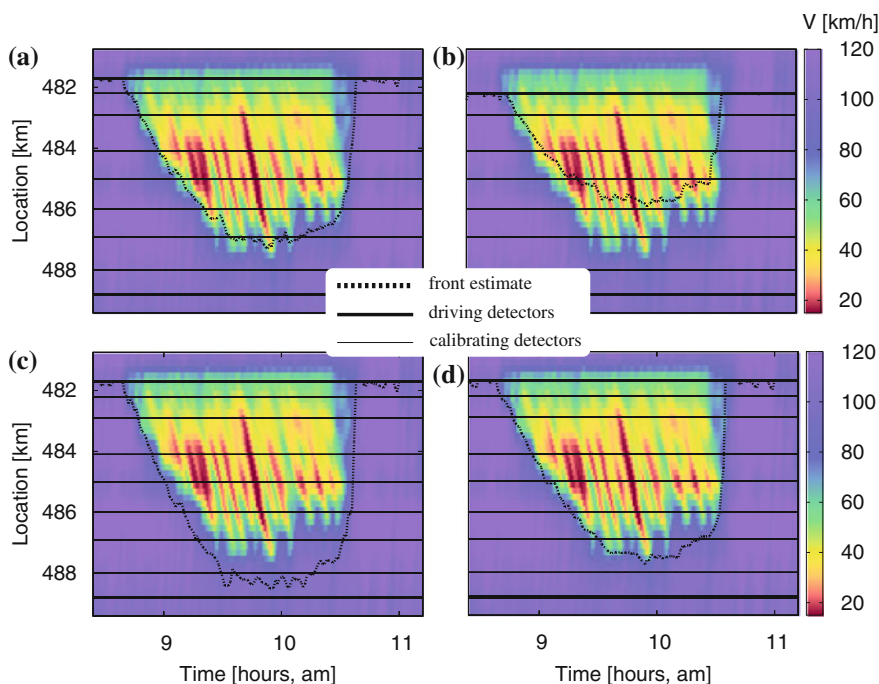 V [km/h]
(a)
(b)
120
100
80
60
40
20
482
484
486
488
Location [km]
front estimate
driving detectors
calibrating detectors
(c)
(d)
120
100
80
60
40
20
482
484
486
488
Location [km]
9
10
11
9
10
11
Time [hours, am]
Time [hours, am]